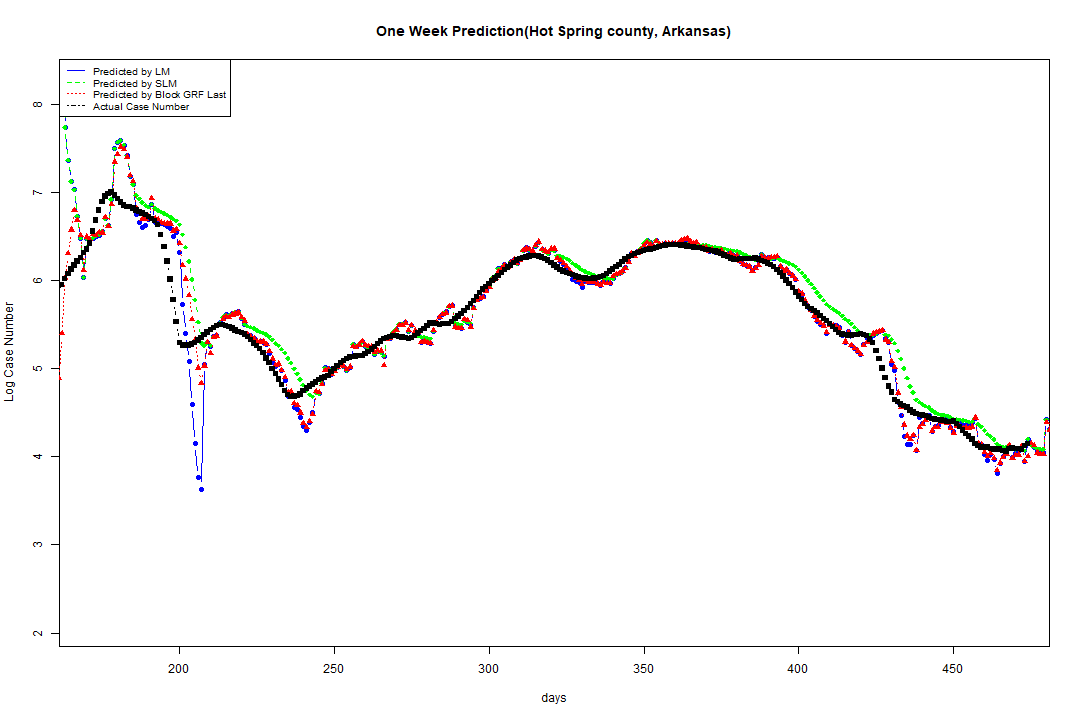 One Week Prediction(Hot Spring county, Arkansas)
Predicted by LM
Predicted by SLM
Predicted by Block GRF Last
Actual Case Number
8
7
6
5
4
3
2
Log Case Number
200 250 300 350 400 450
days